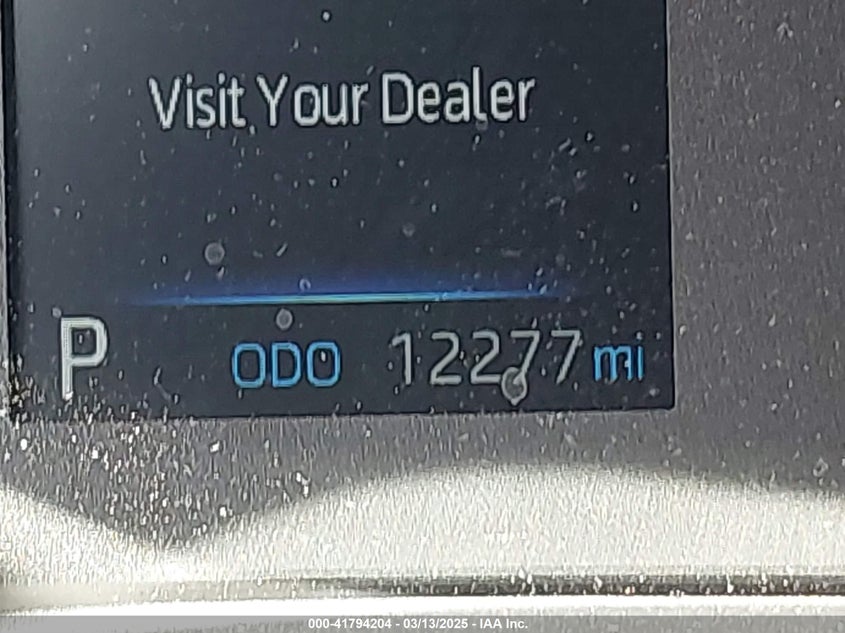 Visit Your Dealer
P ODO 12277 mi
000-41794204 - 03/13/2025 - IAA Inc.